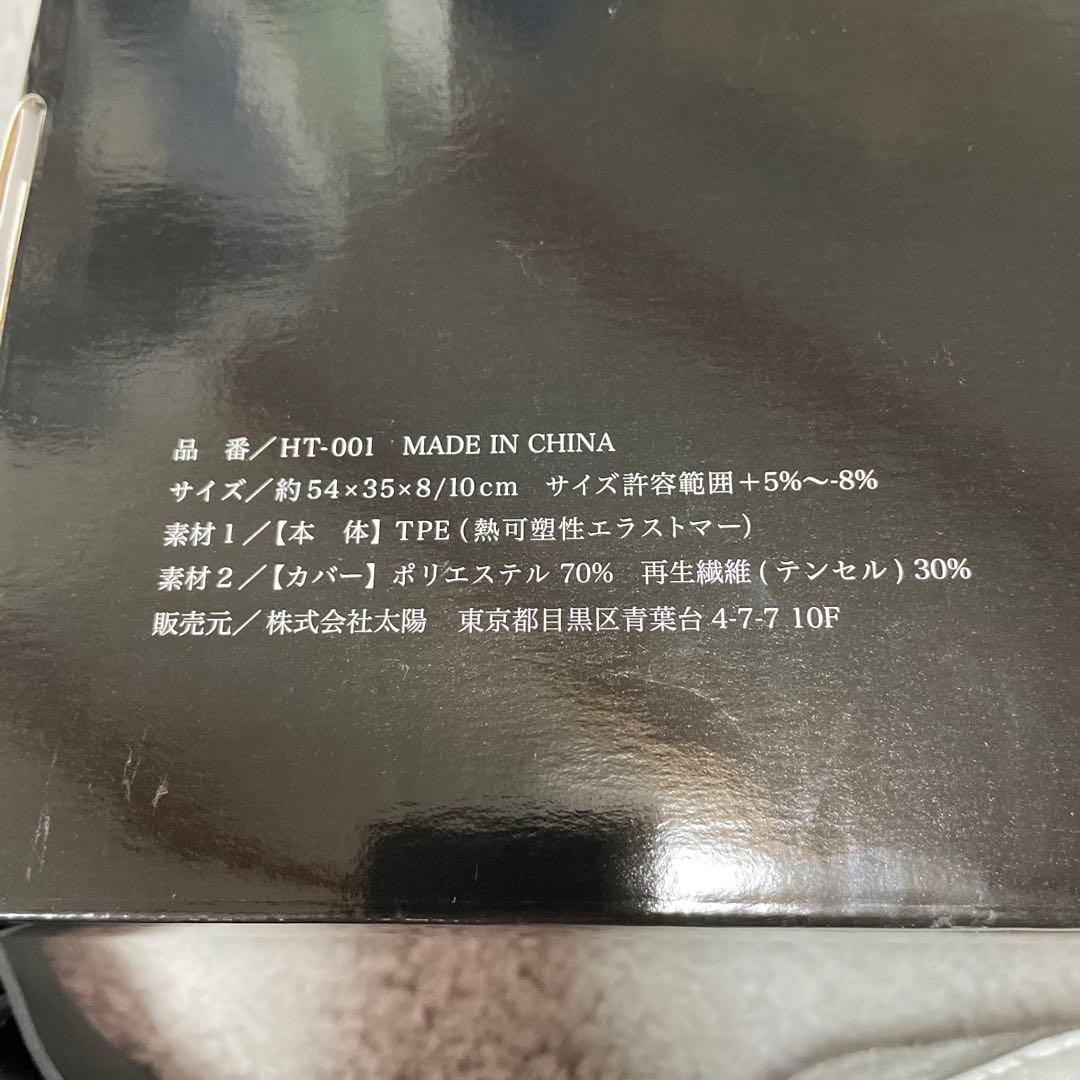 品　番／HT-001　MADE IN CHINA
サイズ／約54×35×8/10cm　サイズ許容範囲＋5%〜-8%
素材1／【本　体】TPE (熱可塑性エラストマー)
素材2／【カバー】ポリエステル 70%　再生繊維 (テンセル) 30%
販売元／株式会社太陽　東京都目黒区青葉台 4-7-7 10F